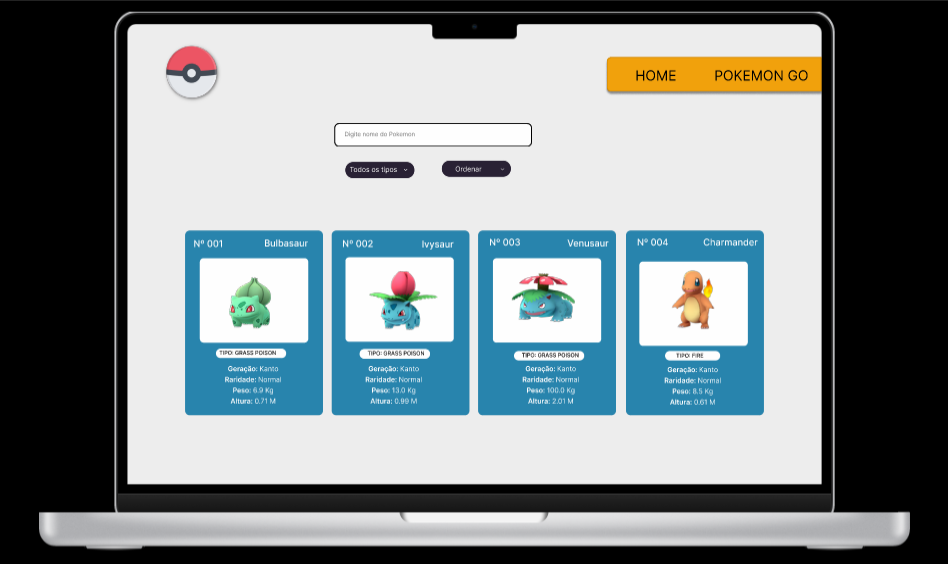 HOME POKEMON GO
Digite nome do Pokemon
Todos os tipos Ordenar
Nº 001 Bulbasaur
TIPO: GRASS POISON
Geração: Kanto
Raridade: Normal
Peso: 6.9 Kg
Altura: 0.71 M
Nº 002 Ivysaur
TIPO: GRASS POISON
Geração: Kanto
Raridade: Normal
Peso: 13.0 Kg
Altura: 0.99 M
Nº 003 Venusaur
TIPO: GRASS POISON
Geração: Kanto
Raridade: Normal
Peso: 100.0 Kg
Altura: 2.01 M
Nº 004 Charmander
TIPO: FIRE
Geração: Kanto
Raridade: Normal
Peso: 8.5 Kg
Altura: 0.61 M